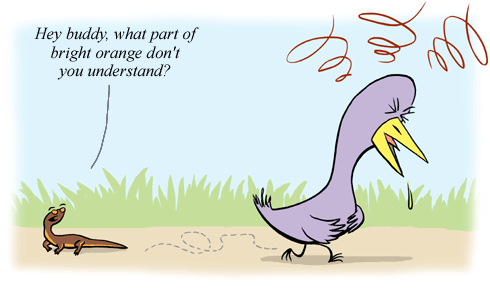 Hey buddy, what part of
bright orange don't
you understand?